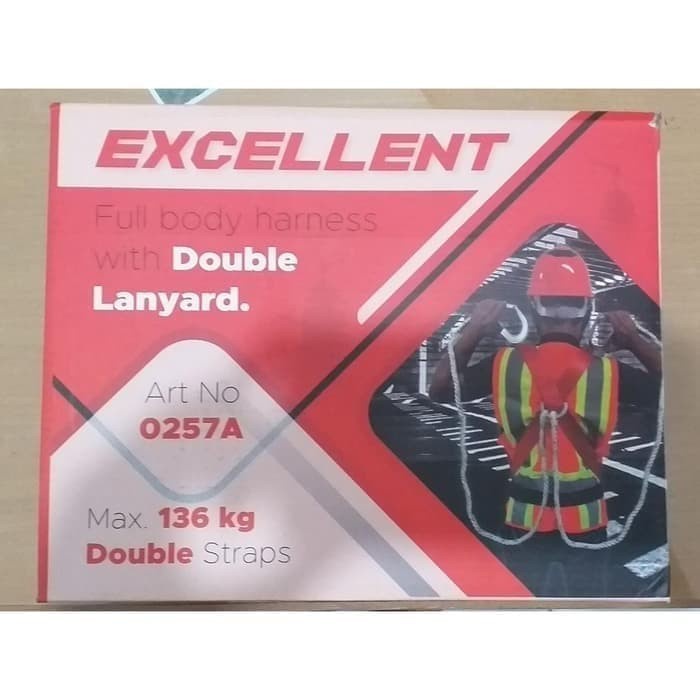 EXCELLENT
Full body harness
with Double
Lanyard.
Art No
0257A
Max. 136 kg
Double Straps